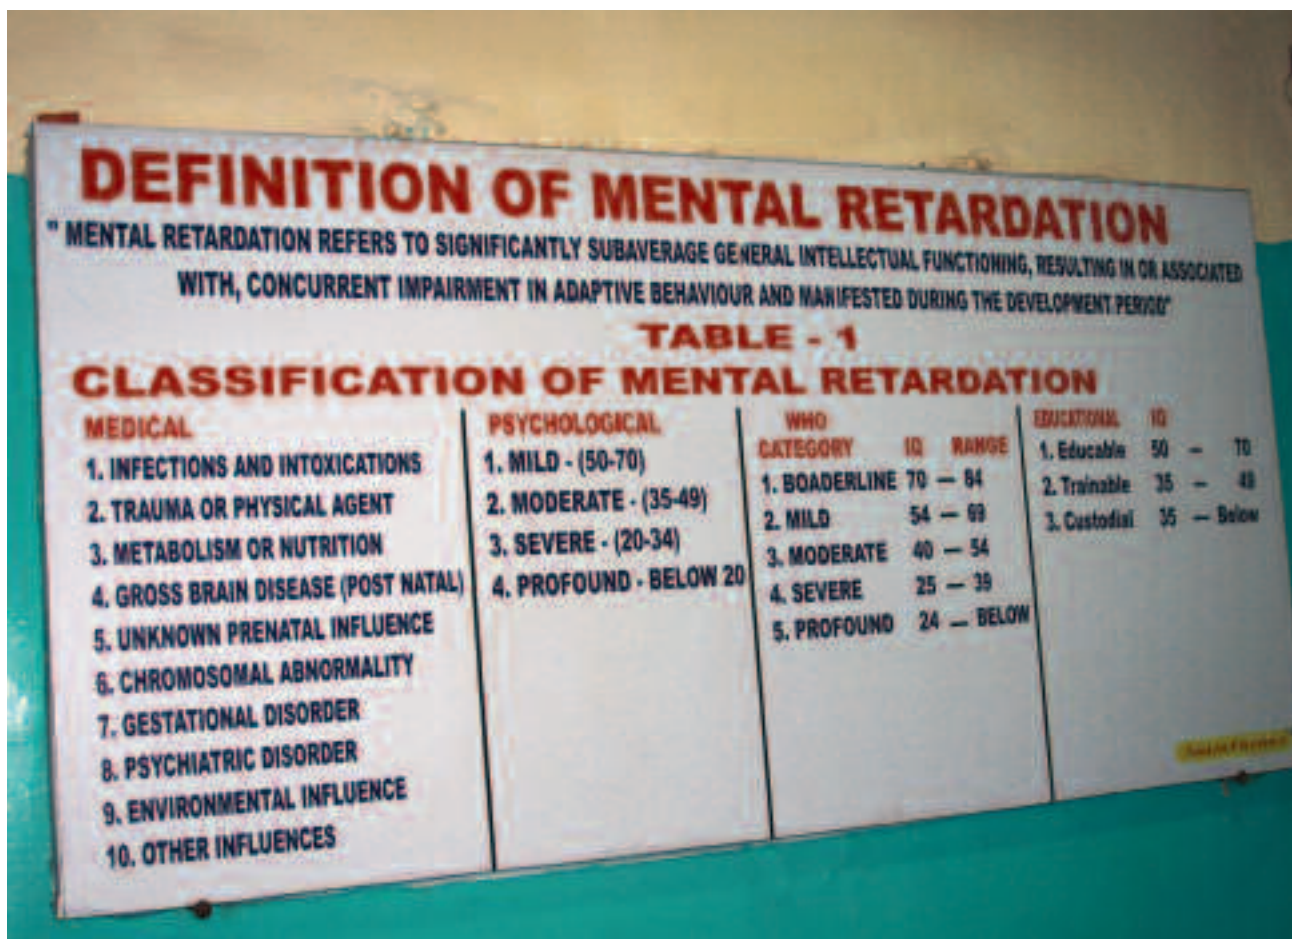 DEFINITION OF MENTAL RETARDATION
" MENTAL RETARDATION REFERS TO SIGNIFICANTLY SUBAVERAGE GENERAL INTELLECTUAL FUNCTIONING, RESULTING IN OR ASSOCIATED
WITH, CONCURRENT IMPAIRMENT IN ADAPTIVE BEHAVIOUR AND MANIFESTED DURING THE DEVELOPMENT PERIOD"
TABLE - 1
CLASSIFICATION OF MENTAL RETARDATION
MEDICAL
1. INFECTIONS AND INTOXICATIONS
2. TRAUMA OR PHYSICAL AGENT
3. METABOLISM OR NUTRITION
4. GROSS BRAIN DISEASE (POST NATAL)
5. UNKNOWN PRENATAL INFLUENCE
6. CHROMOSOMAL ABNORMALITY
7. GESTATIONAL DISORDER
8. PSYCHIATRIC DISORDER
9. ENVIRONMENTAL INFLUENCE
10. OTHER INFLUENCES
PSYCHOLOGICAL
1. MILD - (50-70)
2. MODERATE - (35-49)
3. SEVERE - (20-34)
4. PROFOUND - BELOW 20
WHO
CATEGORY IQ RANGE
1. BOADERLINE 70 — 84
2. MILD 54 — 69
3. MODERATE 40 — 54
4. SEVERE 25 — 39
5. PROFOUND 24 — BELOW
EDUCATIONAL IQ
1. Educable 50 — 70
2. Trainable 35 — 49
3. Custodial 35 — Below